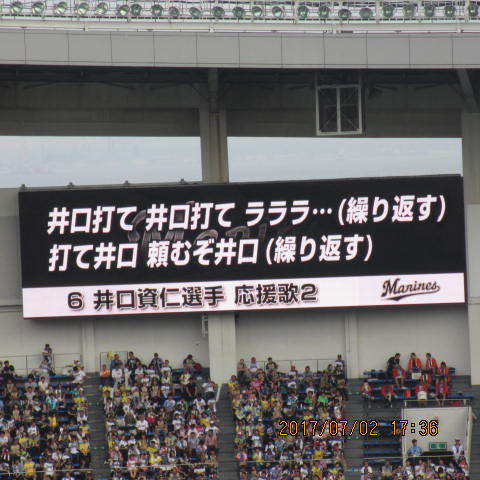 井口打て 井口打て ラララ…(繰り返す)
打て井口 頼むぞ井口(繰り返す)
6 井口資仁選手 応援歌2 Marines
2017/07/02 17:36